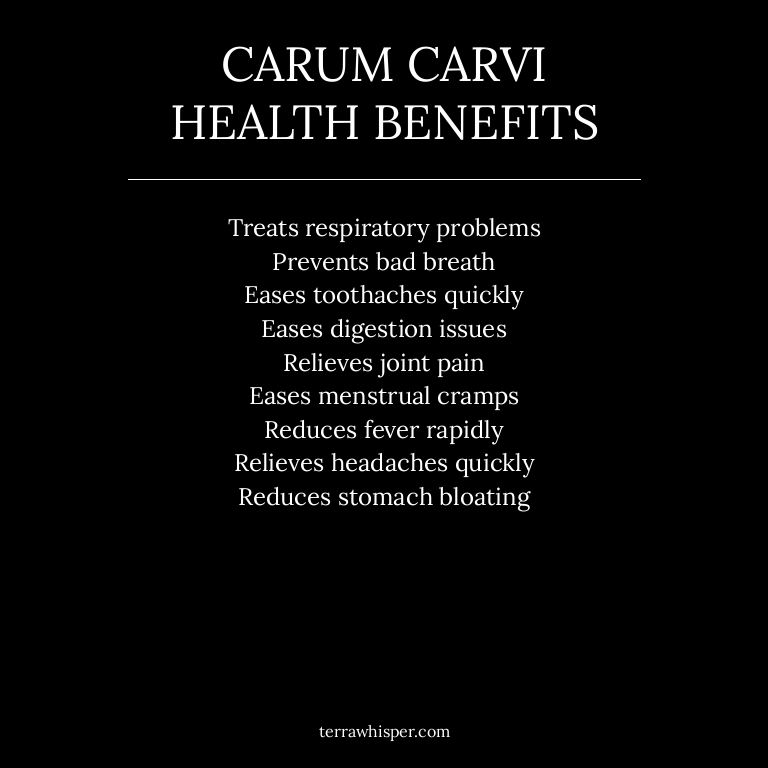 CARUM CARVI
HEALTH BENEFITS
Treats respiratory problems
Prevents bad breath
Eases toothaches quickly
Eases digestion issues
Relieves joint pain
Eases menstrual cramps
Reduces fever rapidly
Relieves headaches quickly
Reduces stomach bloating
terrawhisper.com